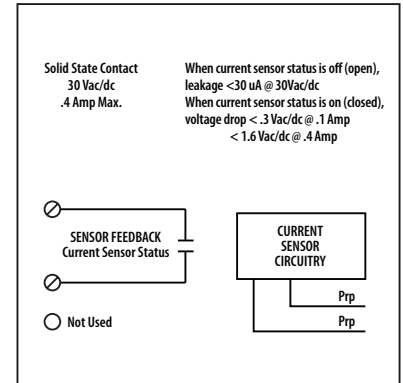 Solid State Contact
30 Vac/dc
.4 Amp Max.
When current sensor status is off (open),
leakage <30 uA @ 30Vac/dc
When current sensor status is on (closed),
voltage drop < .3 Vac/dc @ .1 Amp
< 1.6 Vac/dc @ .4 Amp
SENSOR FEEDBACK
Current Sensor Status
Not Used
CURRENT
SENSOR
CIRCUITRY
Prp
Prp